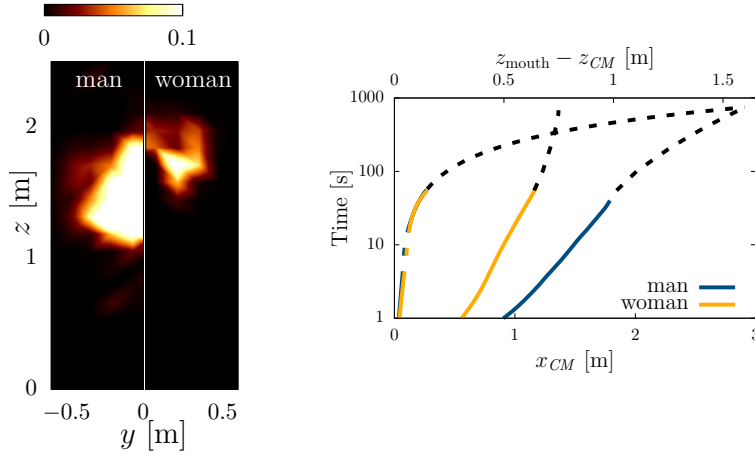 0 0.1
man woman
2
1
0
z [m]
−0.5 0 0.5
y [m]
z_mouth − z_CM [m]
0 0.5 1 1.5
1000
100
10
1
Time [s]
man
woman
0 1 2 3
x_CM [m]